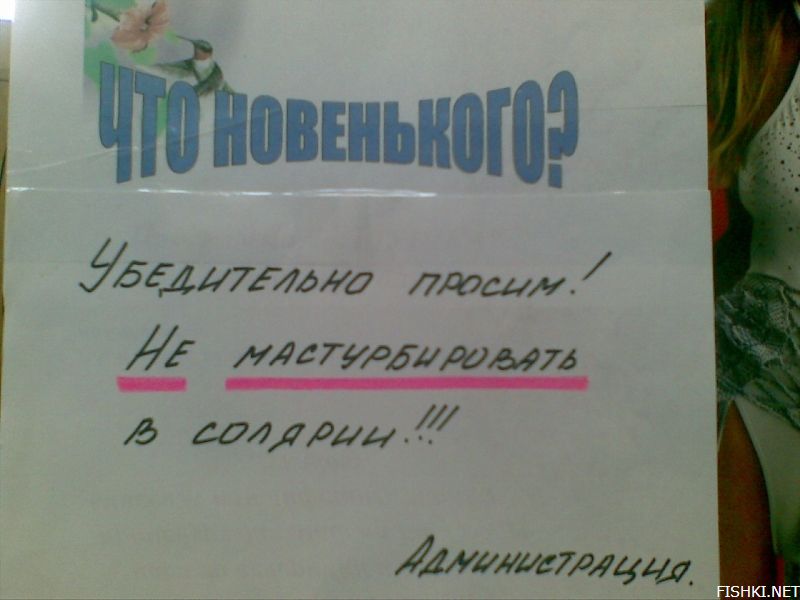 ЧТО НОВЕНЬКОГО?
УБЕДИТЕЛЬНО ПРОСИМ!
НЕ МАСТУРБИРОВАТЬ
В СОЛЯРИИ!!!
АДМИНИСТРАЦИЯ.
FISHKI.NET